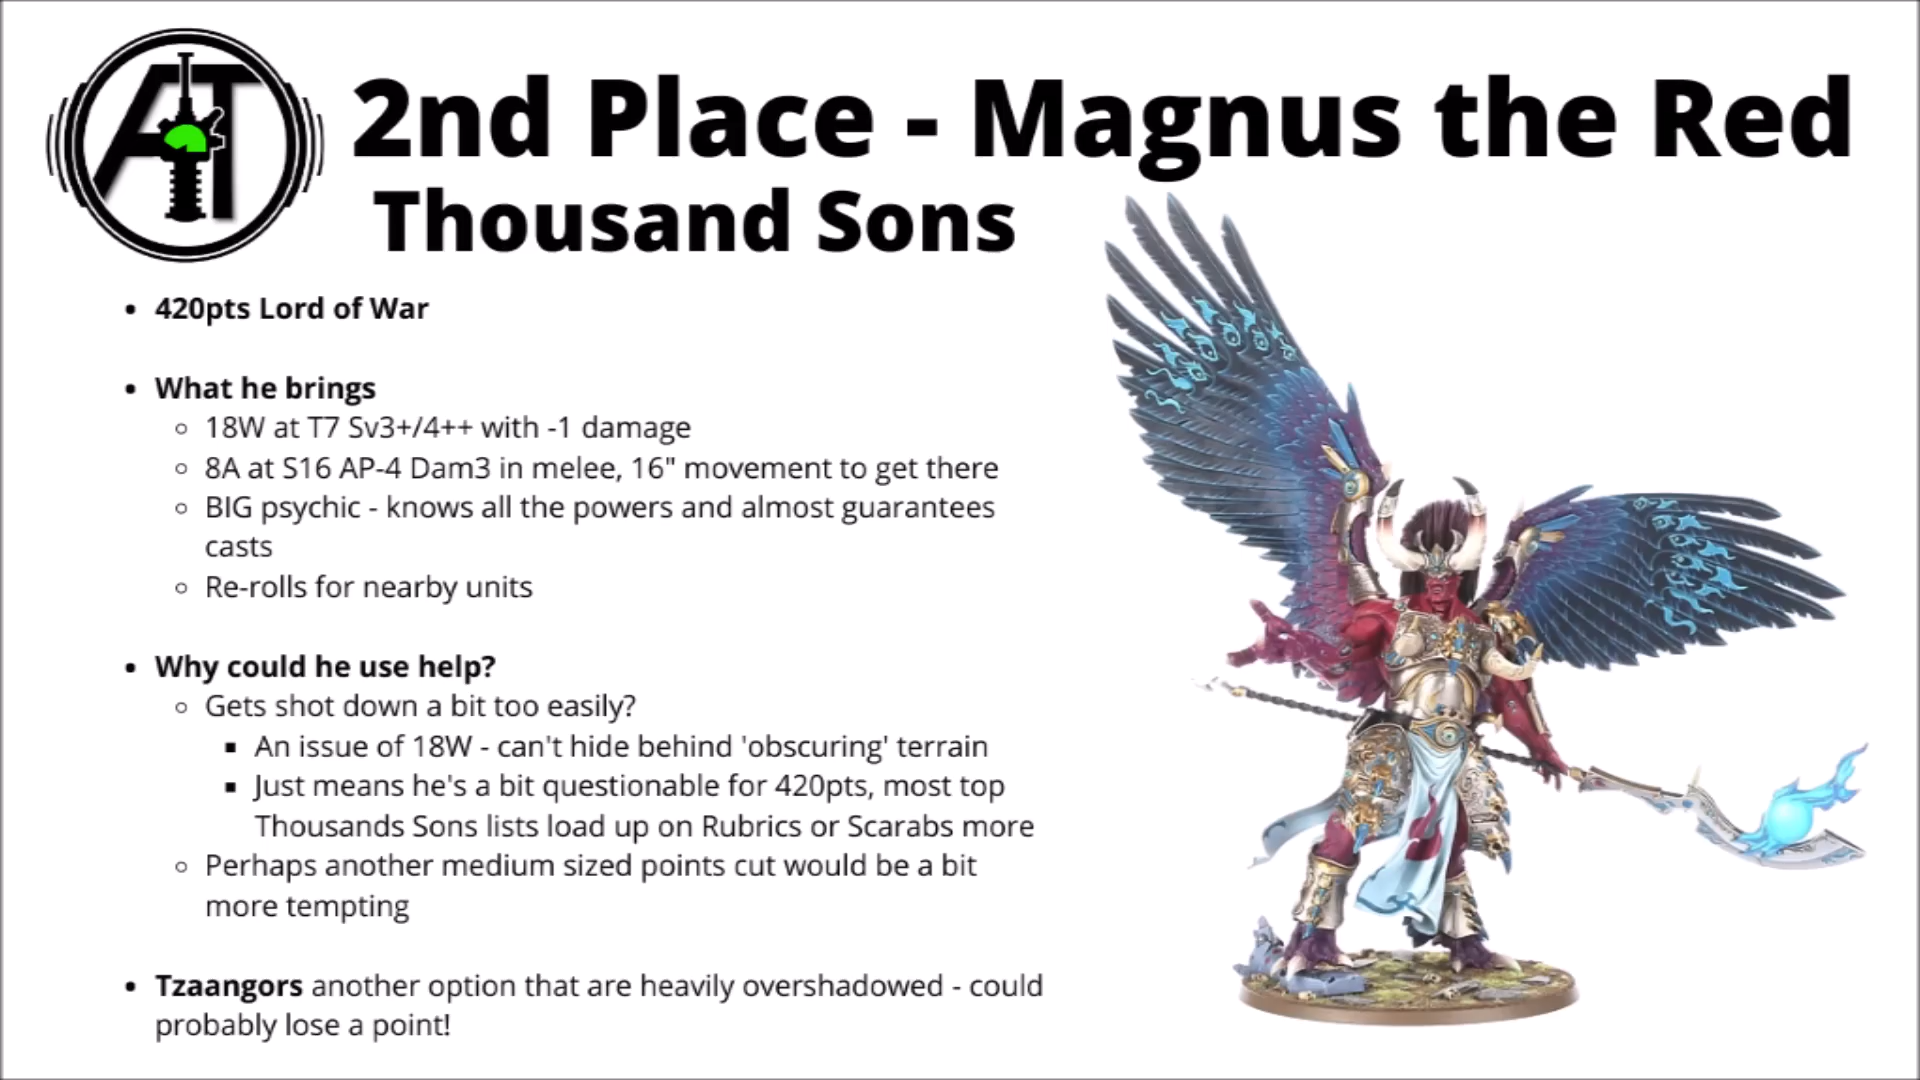 AT
2nd Place - Magnus the Red
Thousand Sons
• 420pts Lord of War
• What he brings
◦ 18W at T7 Sv3+/4++ with -1 damage
◦ 8A at S16 AP-4 Dam3 in melee, 16" movement to get there
◦ BIG psychic - knows all the powers and almost guarantees
casts
◦ Re-rolls for nearby units
• Why could he use help?
◦ Gets shot down a bit too easily?
▪ An issue of 18W - can't hide behind 'obscuring' terrain
▪ Just means he's a bit questionable for 420pts, most top
Thousands Sons lists load up on Rubrics or Scarabs more
◦ Perhaps another medium sized points cut would be a bit
more tempting
• Tzaangors another option that are heavily overshadowed - could
probably lose a point!